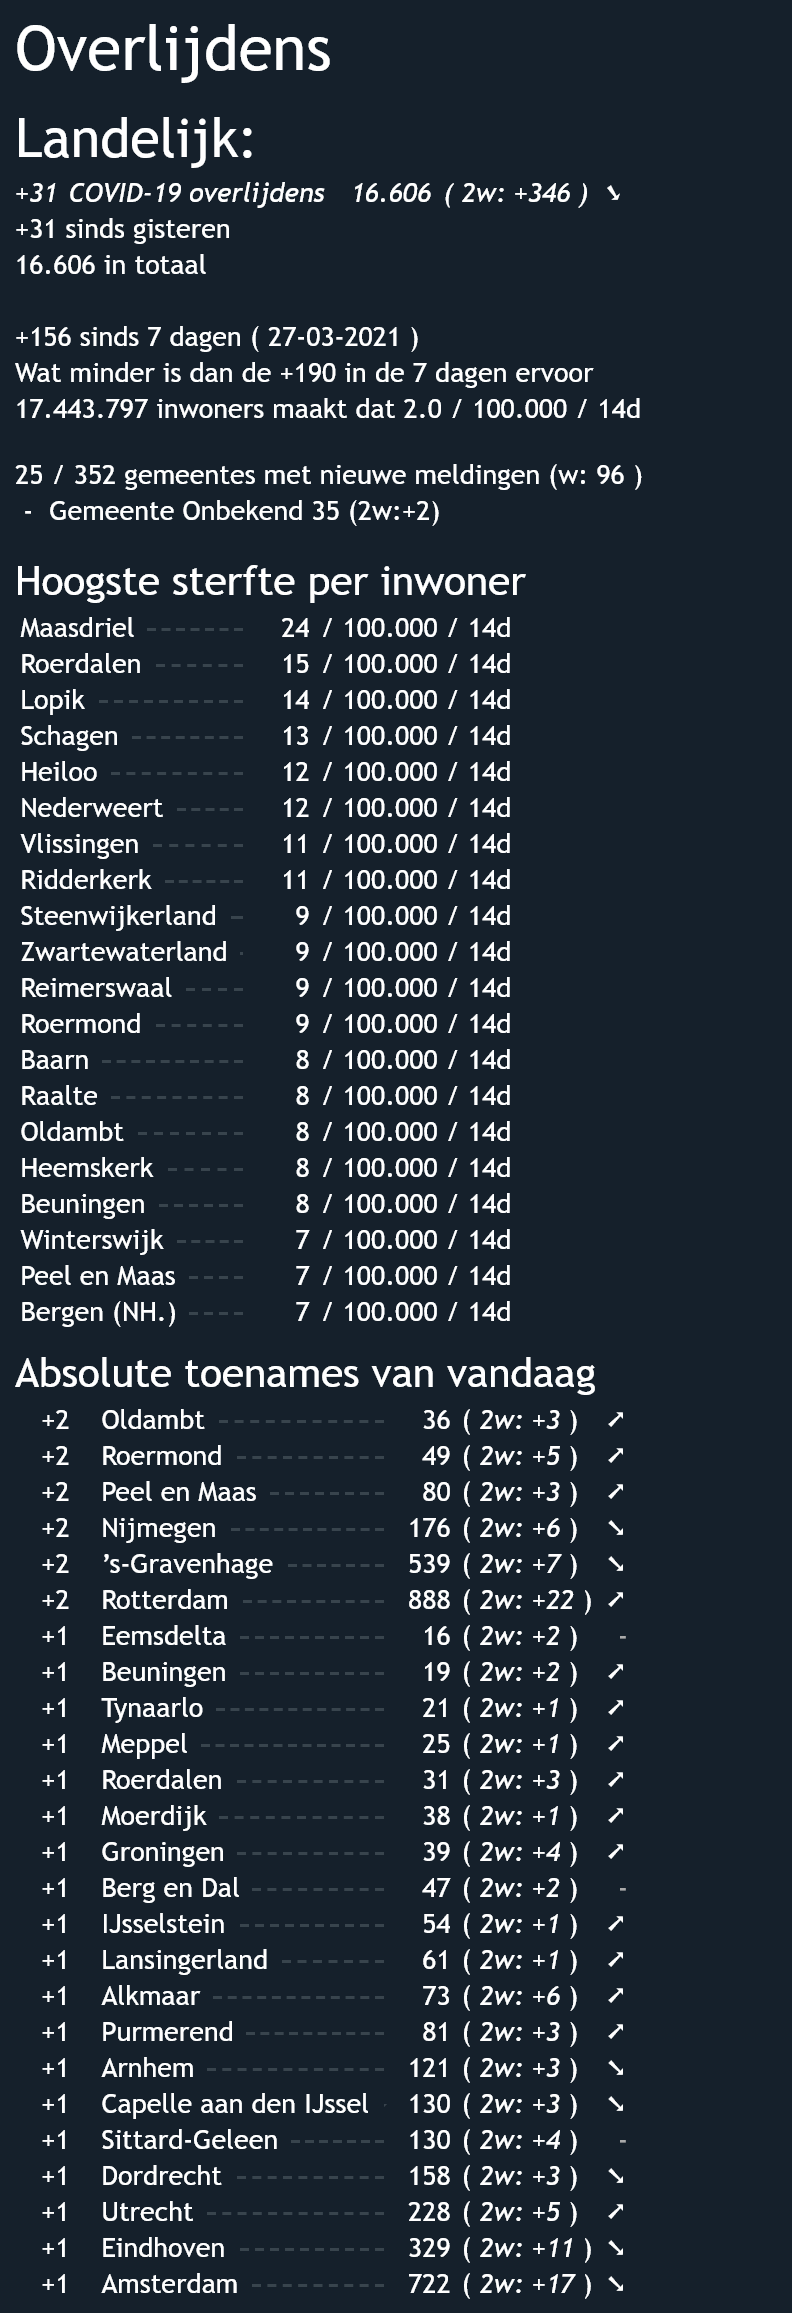 Overlijdens
Landelijk:
+31 COVID-19 overlijdens 16.606 ( 2w: +346 ) ➘
+31 sinds gisteren
16.606 in totaal
+156 sinds 7 dagen ( 27-03-2021 )
Wat minder is dan de +190 in de 7 dagen ervoor
17.443.797 inwoners maakt dat 2.0 / 100.000 / 14d
25 / 352 gemeentes met nieuwe meldingen (w: 96 )
- Gemeente Onbekend 35 (2w:+2)
Hoogste sterfte per inwoner
Maasdriel ------- 24 / 100.000 / 14d
Roerdalen ------ 15 / 100.000 / 14d
Lopik ---------- 14 / 100.000 / 14d
Schagen -------- 13 / 100.000 / 14d
Heiloo --------- 12 / 100.000 / 14d
Nederweert ----- 12 / 100.000 / 14d
Vlissingen ------ 11 / 100.000 / 14d
Ridderkerk ------ 11 / 100.000 / 14d
Steenwijkerland - 9 / 100.000 / 14d
Zwartewaterland · 9 / 100.000 / 14d
Reimerswaal ---- 9 / 100.000 / 14d
Roermond ------ 9 / 100.000 / 14d
Baarn ---------- 8 / 100.000 / 14d
Raalte --------- 8 / 100.000 / 14d
Oldambt ------- 8 / 100.000 / 14d
Heemskerk ----- 8 / 100.000 / 14d
Beuningen ------ 8 / 100.000 / 14d
Winterswijk ----- 7 / 100.000 / 14d
Peel en Maas ---- 7 / 100.000 / 14d
Bergen (NH.) ---- 7 / 100.000 / 14d
Absolute toenames van vandaag
+2 Oldambt ----------- 36 ( 2w: +3 ) ➚
+2 Roermond ---------- 49 ( 2w: +5 ) ➚
+2 Peel en Maas -------- 80 ( 2w: +3 ) ➚
+2 Nijmegen ---------- 176 ( 2w: +6 ) ➘
+2 ’s-Gravenhage ------- 539 ( 2w: +7 ) ➘
+2 Rotterdam ---------- 888 ( 2w: +22 ) ➚
+1 Eemsdelta ---------- 16 ( 2w: +2 ) -
+1 Beuningen ---------- 19 ( 2w: +2 ) ➚
+1 Tynaarlo ----------- 21 ( 2w: +1 ) ➚
+1 Meppel ------------ 25 ( 2w: +1 ) ➚
+1 Roerdalen ---------- 31 ( 2w: +3 ) ➚
+1 Moerdijk ----------- 38 ( 2w: +1 ) ➚
+1 Groningen ---------- 39 ( 2w: +4 ) ➚
+1 Berg en Dal --------- 47 ( 2w: +2 ) -
+1 IJsselstein ---------- 54 ( 2w: +1 ) ➚
+1 Lansingerland ------- 61 ( 2w: +1 ) ➚
+1 Alkmaar ------------ 73 ( 2w: +6 ) ➚
+1 Purmerend ---------- 81 ( 2w: +3 ) ➚
+1 Arnhem ------------ 121 ( 2w: +3 ) ➘
+1 Capelle aan den IJssel · 130 ( 2w: +3 ) ➘
+1 Sittard-Geleen ------- 130 ( 2w: +4 ) -
+1 Dordrecht ---------- 158 ( 2w: +3 ) ➘
+1 Utrecht ------------ 228 ( 2w: +5 ) ➚
+1 Eindhoven ---------- 329 ( 2w: +11 ) ➘
+1 Amsterdam --------- 722 ( 2w: +17 ) ➘